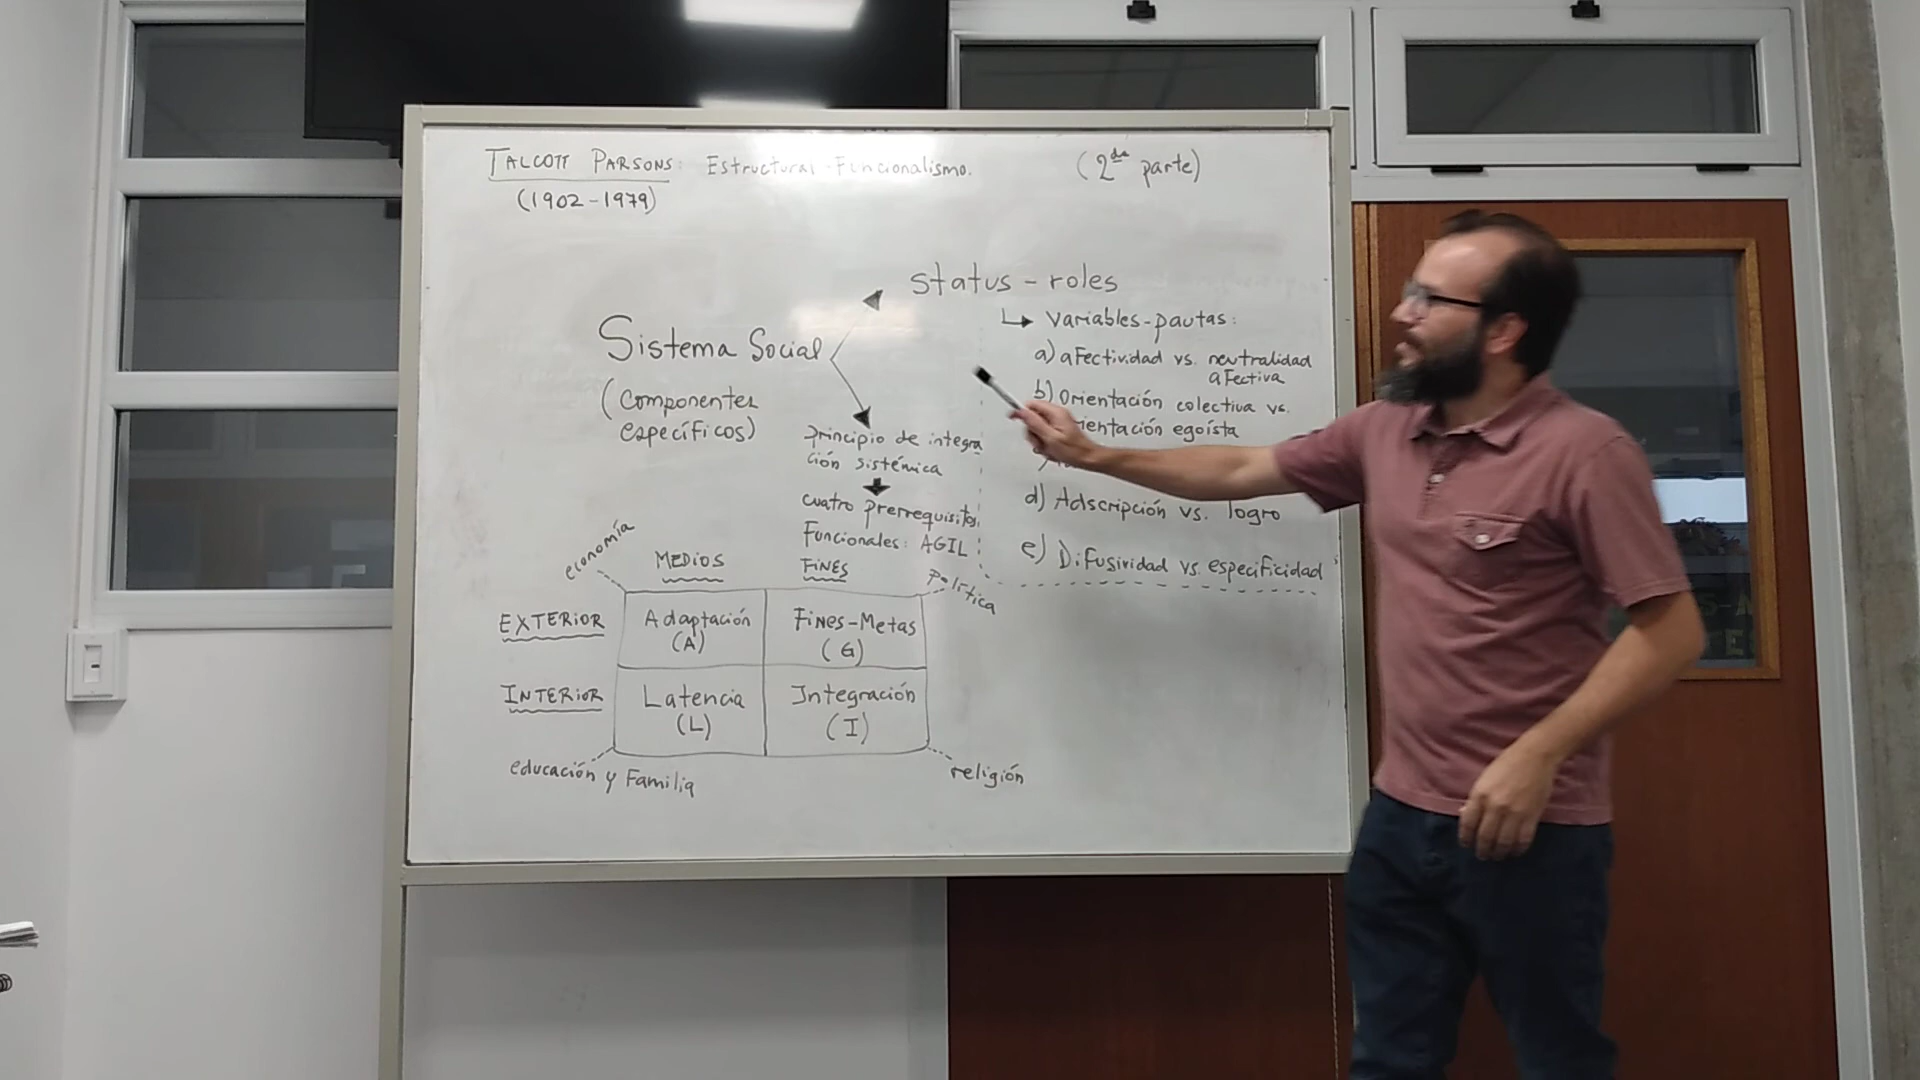 TALCOTT PARSONS: Estructural-Funcionalismo.
(2da parte)
(1902-1979)
status - roles
Variables-pautas:
a) aFectividad vs. neutralidad
aFectiva
b) Orientación colectiva vs.
ientación egoísta
d) Adscripción vs. logro
e) Difusividad vs. especificidad
Sistema Social
(Componentes
específicos)
principio de integra
ción sistémica
cuatro prerrequisitos
Funcionales: AGIL
MEDIOS
FINES
economía
política
EXTERIOR
Adaptación
(A)
Fines-Metas
(G)
INTERIOR
Latencia
(L)
Integración
(I)
educación y Familia
religión